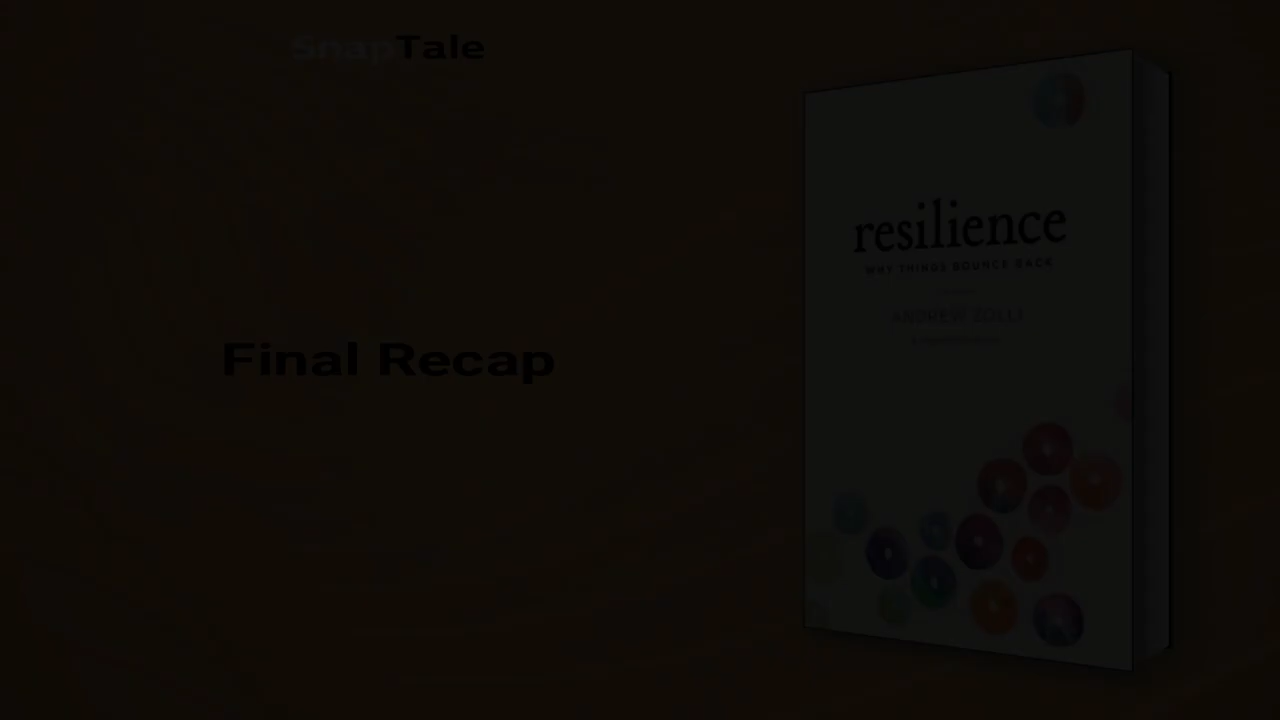 SnapTale
Final Recap
resilience
WHY THINGS BOUNCE BACK
ANDREW ZOLLI